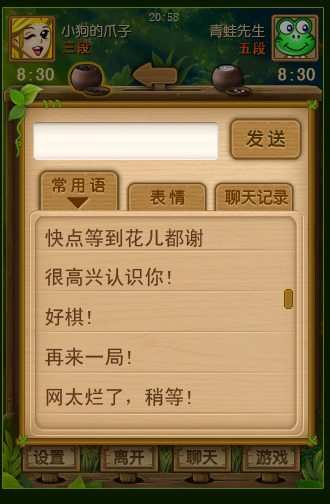 20:58
小狗的爪子
青蛙先生
三段
五段
8:30
8:30
发送
常用语
表情
聊天记录
快点等到花儿都谢
很高兴认识你!
好棋!
再来一局!
网太烂了，稍等!
设置
离开
聊天
游戏